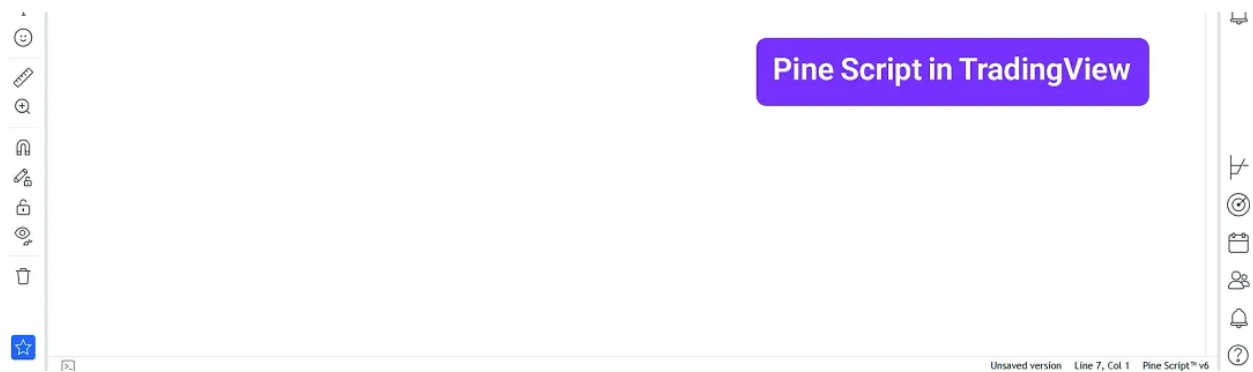 Pine Script in TradingView
Unsaved version Line 7, Col 1 Pine Script™ v6